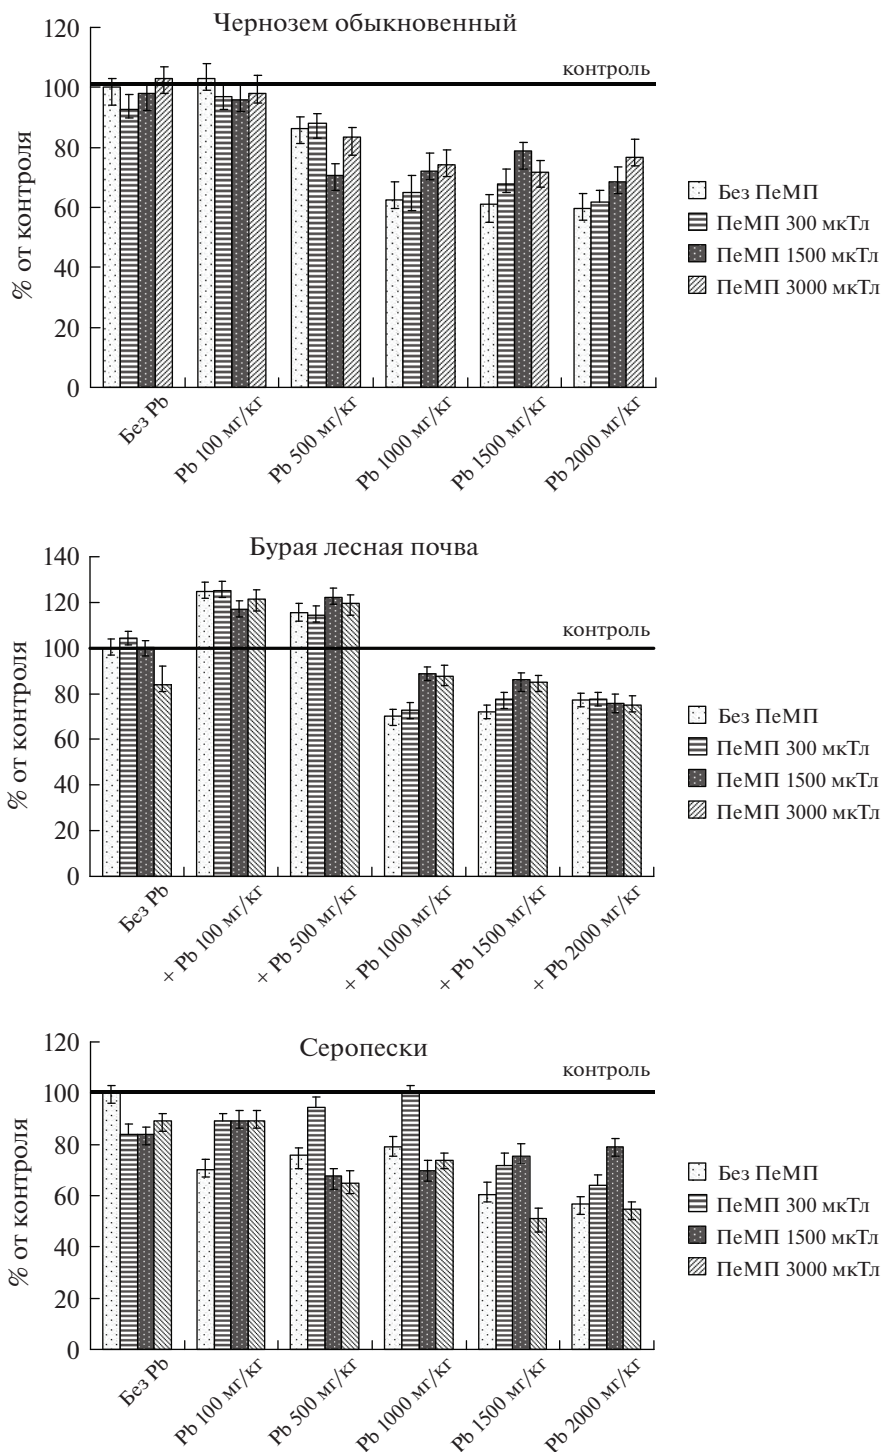 Чернозем обыкновенный
120
100
80
60
40
20
0
% от контроля
контроль
Без Pb
Pb 100 мг/кг
Pb 500 мг/кг
Pb 1000 мг/кг
Pb 1500 мг/кг
Pb 2000 мг/кг
Без ПеМП
ПеМП 300 мкТл
ПеМП 1500 мкТл
ПеМП 3000 мкТл
Бурая лесная почва
140
120
100
80
60
40
20
0
% от контроля
контроль
Без Pb
+ Pb 100 мг/кг
+ Pb 500 мг/кг
+ Pb 1000 мг/кг
+ Pb 1500 мг/кг
+ Pb 2000 мг/кг
Без ПеМП
ПеМП 300 мкТл
ПеМП 1500 мкТл
ПеМП 3000 мкТл
Серопески
120
100
80
60
40
20
0
% от контроля
контроль
Без Pb
Pb 100 мг/кг
Pb 500 мг/кг
Pb 1000 мг/кг
Pb 1500 мг/кг
Pb 2000 мг/кг
Без ПеМП
ПеМП 300 мкТл
ПеМП 1500 мкТл
ПеМП 3000 мкТл